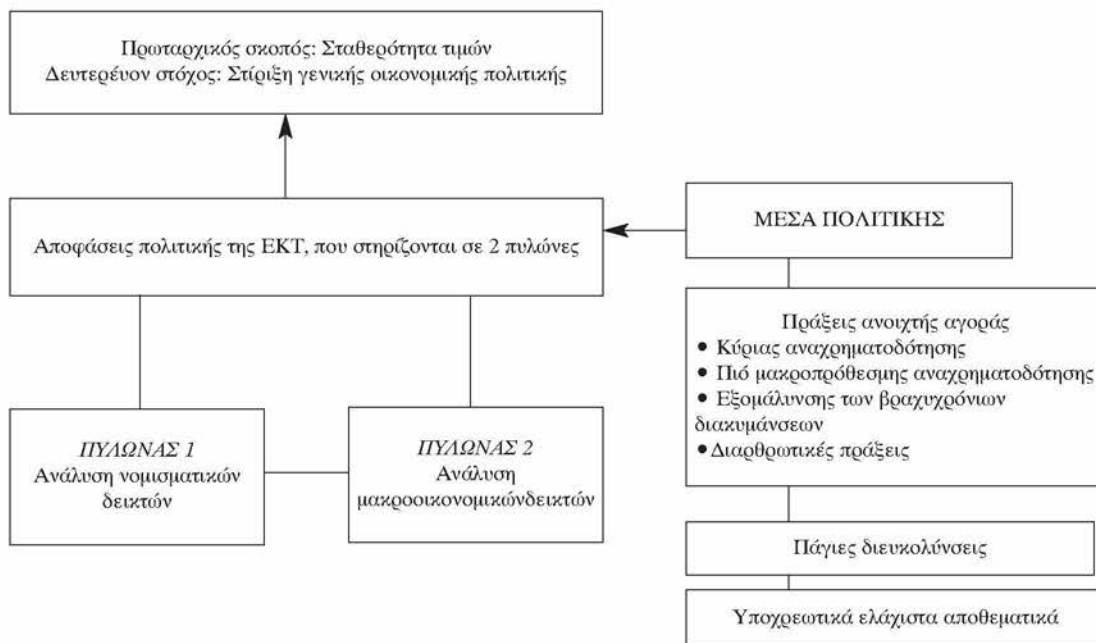 Πρωταρχικός σκοπός: Σταθερότητα τιμών
Δευτερέυον στόχος: Στίριξη γενικής οικονομικής πολιτικής
Αποφάσεις πολιτικής της ΕΚΤ, που στηρίζονται σε 2 πυλώνες
ΜΕΣΑ ΠΟΛΙΤΙΚΗΣ
Πράξεις ανοιχτής αγοράς
• Κύριας αναχρηματοδότησης
• Πιό μακροπρόθεσμης αναχρηματοδότησης
• Εξομάλυνσης των βραχυχρόνιων
διακυμάνσεων
• Διαρθρωτικές πράξεις
ΠΥΛΩΝΑΣ 1
Ανάλυση νομισματικών
δεικτών
ΠΥΛΩΝΑΣ 2
Ανάλυση
μακροοικονομικώνδεικτών
Πάγιες διευκολύνσεις
Υποχρεωτικά ελάχιστα αποθεματικά